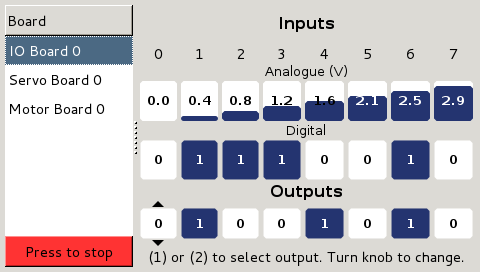 Board
IO Board 0
Servo Board 0
Motor Board 0
Press to stop
Inputs
0 1 2 3 4 5 6 7
Analogue (V)
0.0 0.4 0.8 1.2 1.6 2.1 2.5 2.9
Digital
0 1 1 1 0 0 1 0
Outputs
0 1 0 0 1 0 1 0
(1) or (2) to select output. Turn knob to change.